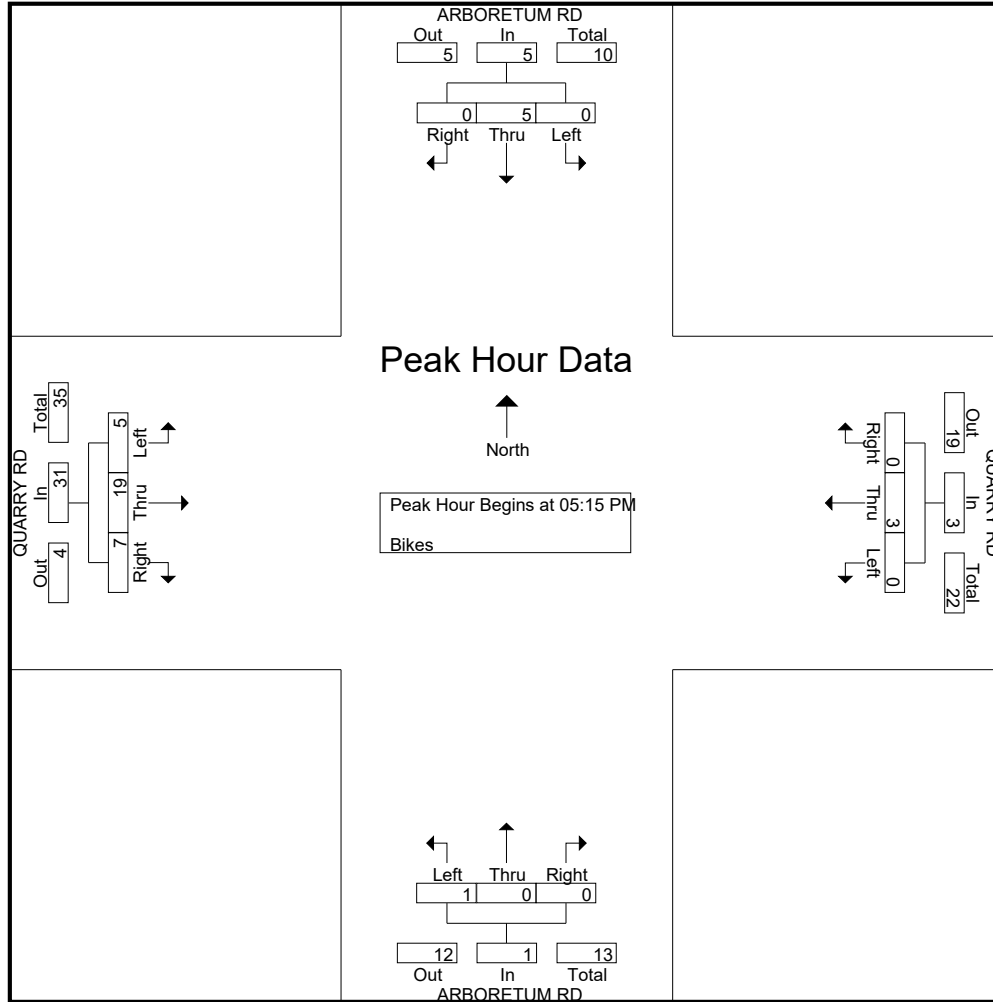 ARBORETUM RD
Out In Total
5 5 10
0 5 0
Right Thru Left
Peak Hour Data
North
Peak Hour Begins at 05:15 PM
Bikes
QUARRY RD
Out In Total
4 31 35
7 19 5
Right Thru Left
QUARRY RD
Out In Total
19 3 22
0 3 0
Right Thru Left
Left Thru Right
1 0 0
12 1 13
Out In Total
ARBORETUM RD